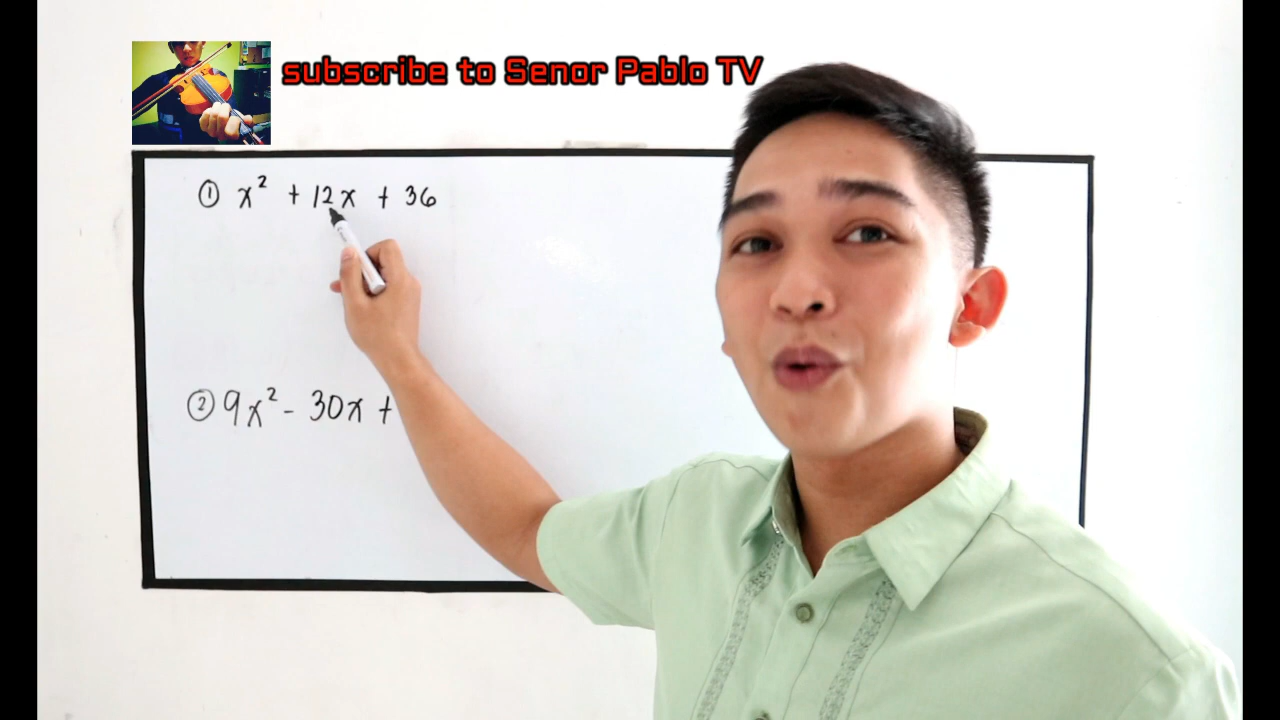 subscribe to Senor Pablo TV
① x² + 12x + 36
② 9x² - 30x +